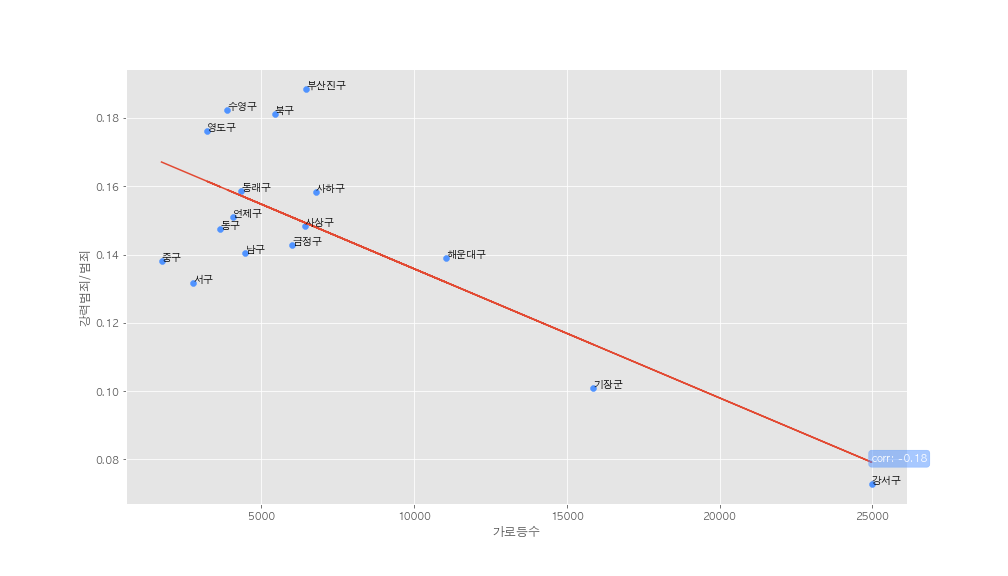 부산진구
수영구
북구
영도구
동래구
사하구
연제구
동구
사상구
금정구
남구
중구
해운대구
서구
기장군
corr: -0.18
강서구
0.18
0.16
0.14
0.12
0.10
0.08
강력범죄/범죄
5000
10000
15000
20000
25000
가로등수